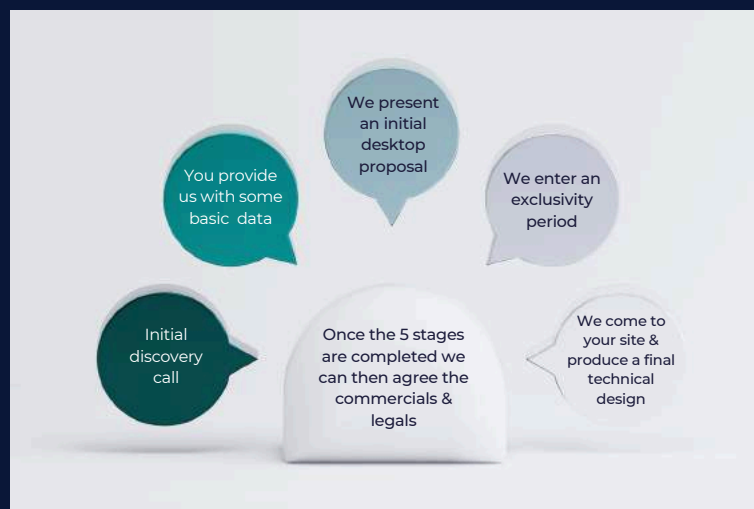 Initial
discovery
call
You provide
us with some
basic data
We present
an initial
desktop
proposal
We enter an
exclusivity
period
We come to
your site &
produce a final
technical
design
Once the 5 stages
are completed we
can then agree the
commercials &
legals